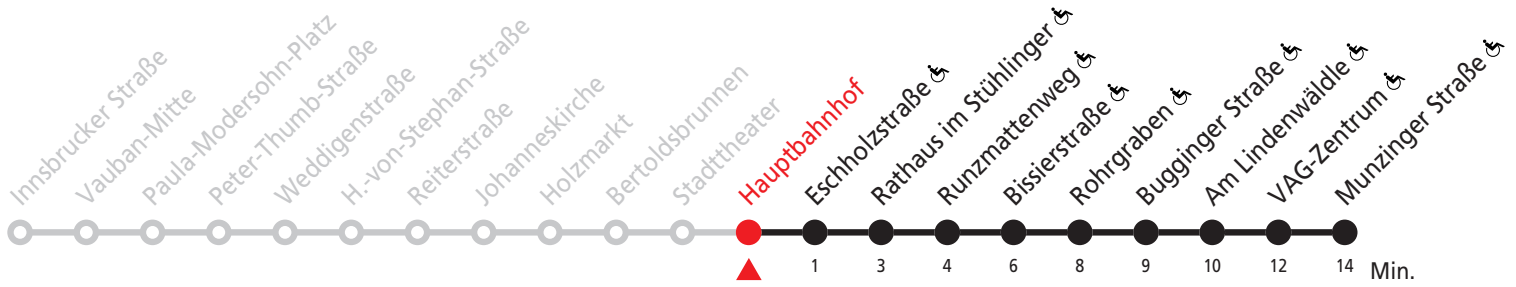 Innsbrucker Straße
Vauban-Mitte
Paula-Modersohn-Platz
Peter-Thumb-Straße
Weddigenstraße
H.-von-Stephan-Straße
Reiterstraße
Johanneskirche
Holzmarkt
Bertoldsbrunnen
Stadttheater
Hauptbahnhof
Eschholzstraße
Rathaus im Stühlinger
Runzmattenweg
Bissierstraße
Rohrgraben
Bugginger Straße
Am Lindenwäldle
VAG-Zentrum
Munzinger Straße
1 3 4 6 8 9 10 12 14 Min.